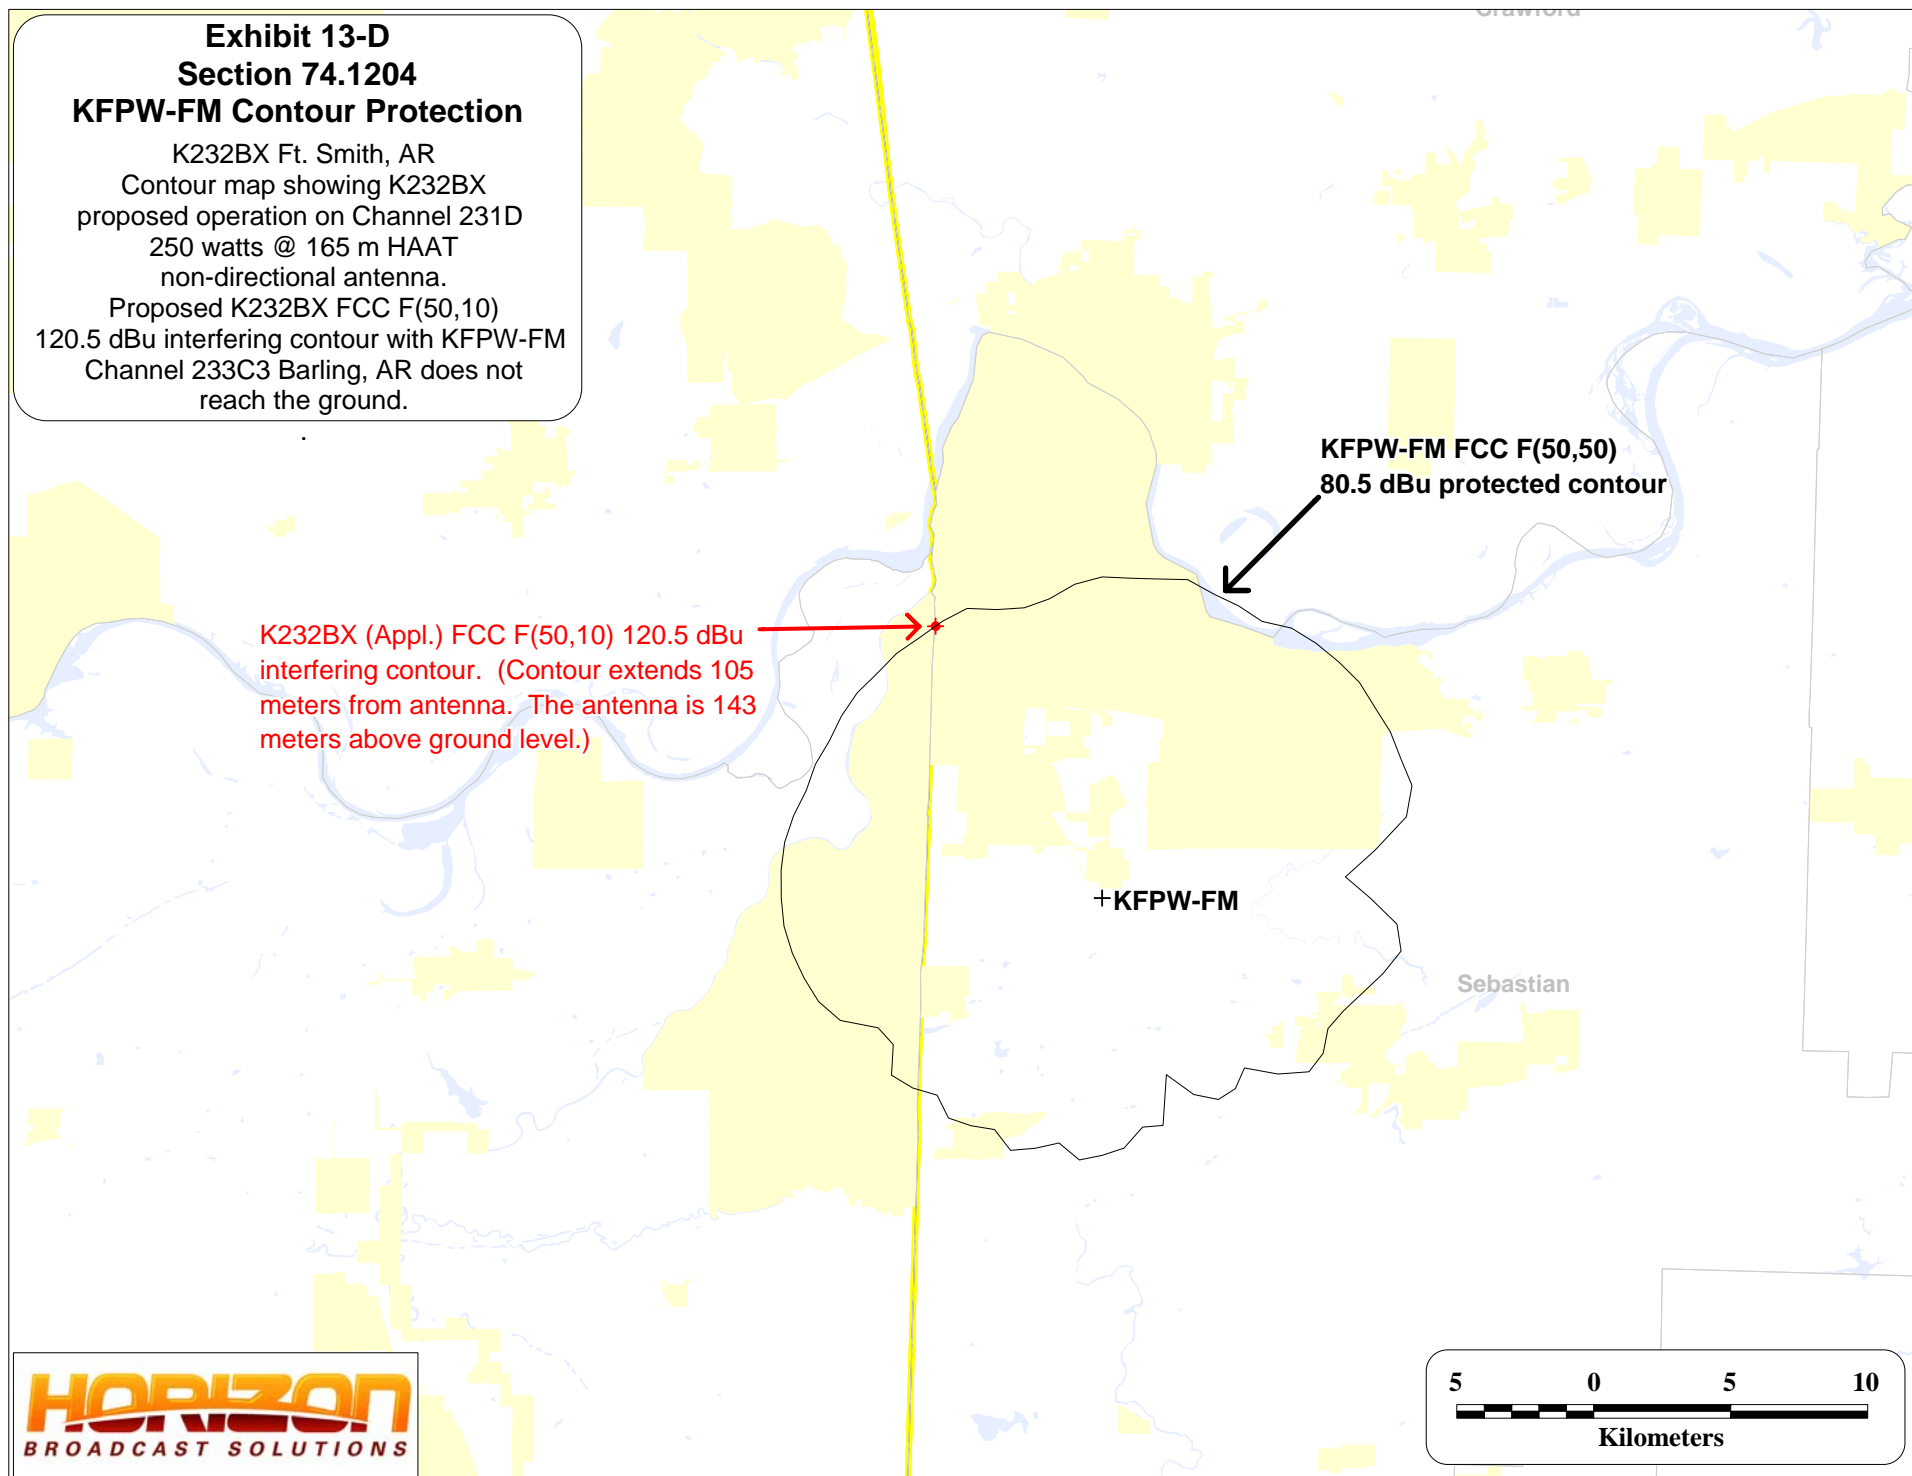 Exhibit 13-D
Section 74.1204
KFPW-FM Contour Protection
K232BX Ft. Smith, AR
Contour map showing K232BX
proposed operation on Channel 231D
250 watts @ 165 m HAAT
non-directional antenna.
Proposed K232BX FCC F(50,10)
120.5 dBu interfering contour with KFPW-FM
Channel 233C3 Barling, AR does not
reach the ground.
.
Crawford
KFPW-FM FCC F(50,50)
80.5 dBu protected contour
K232BX (Appl.) FCC F(50,10) 120.5 dBu
interfering contour. (Contour extends 105
meters from antenna. The antenna is 143
meters above ground level.)
KFPW-FM
Sebastian
HORIZON
BROADCAST SOLUTIONS
5 0 5 10
Kilometers